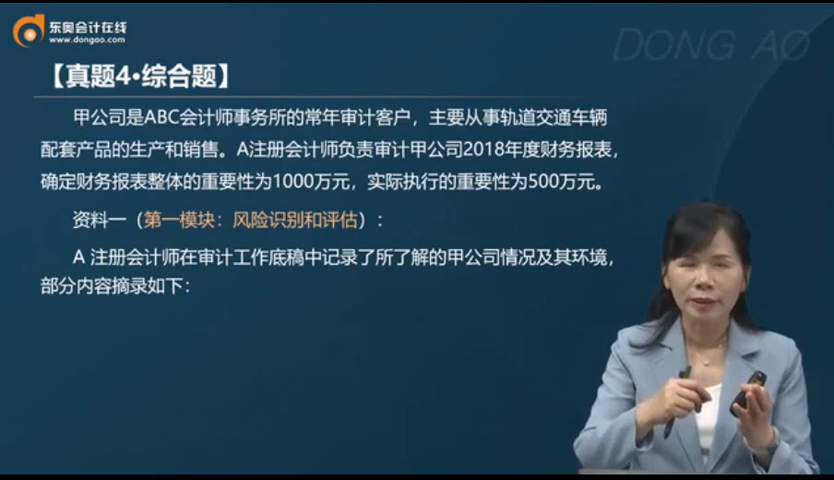 东奥会计在线
www.dongao.com
DONG AO
【真题4·综合题】
甲公司是ABC会计师事务所的常年审计客户，主要从事轨道交通车辆
配套产品的生产和销售。A注册会计师负责审计甲公司2018年度财务报表，
确定财务报表整体的重要性为1000万元，实际执行的重要性为500万元。
资料一（第一模块：风险识别和评估）：
A 注册会计师在审计工作底稿中记录了所了解的甲公司情况及其环境，
部分内容摘录如下：